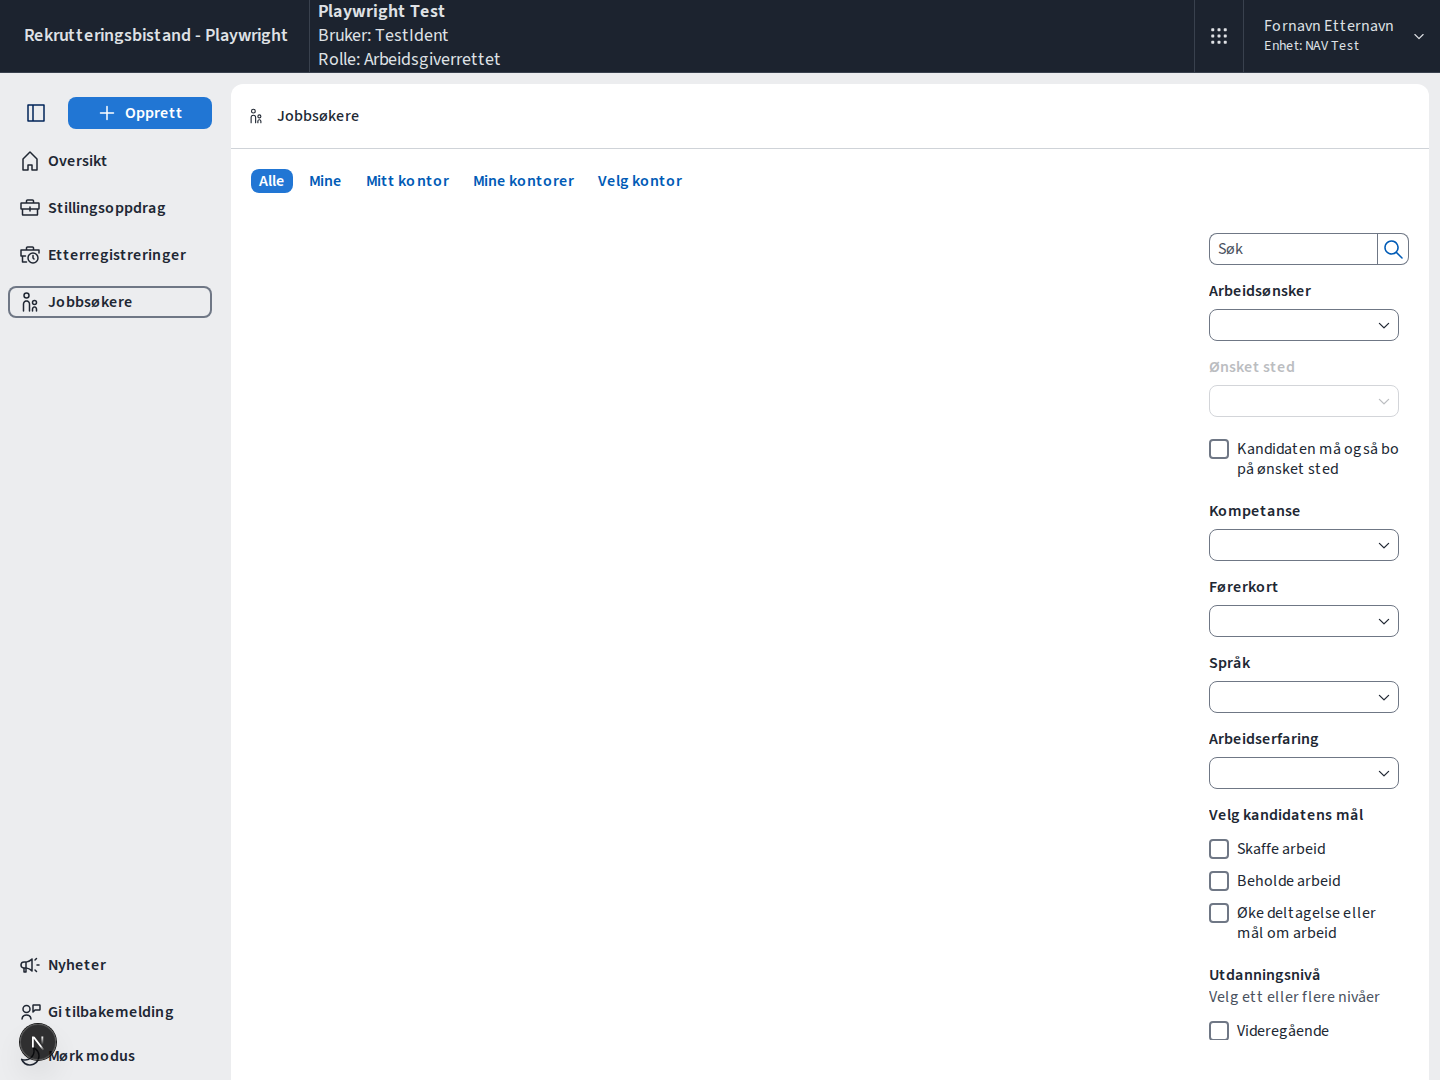 Rekrutteringsbistand - Playwright
Playwright Test
Bruker: TestIdent
Rolle: Arbeidsgiverrettet
Fornavn Etternavn
Enhet: NAV Test
Opprett
Oversikt
Stillingsoppdrag
Etterregistreringer
Jobbsøkere
Nyheter
Gi tilbakemelding
N
Mørk modus
Jobbsøkere
Alle
Mine
Mitt kontor
Mine kontorer
Velg kontor
Søk
Arbeidsønsker
Ønsket sted
Kandidaten må også bo
på ønsket sted
Kompetanse
Førerkort
Språk
Arbeidserfaring
Velg kandidatens mål
Skaffe arbeid
Beholde arbeid
Øke deltagelse eller
mål om arbeid
Utdanningsnivå
Velg ett eller flere nivåer
Videregående